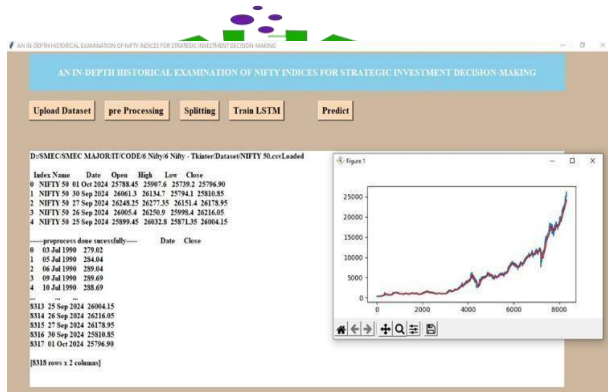 AN IN-DEPTH HISTORICAL EXAMINATION OF NIFTY INDICES FOR STRATEGIC INVESTMENT DECISION-MAKING
AN IN-DEPTH HISTORICAL EXAMINATION OF NIFTY INDICES FOR STRATEGIC INVESTMENT DECISION-MAKING
Upload Dataset pre Processing Splitting Train LSTM Predict
D:/SMEC/SMEC MAJOR/IT/CODE/6 Nifty/6 Nifty - Tkinter/Dataset/NIFTY 50.csvLoaded
Index Name Date Open High Low Close
0 NIFTY 50 01 Oct 2024 25788.45 25907.6 25739.2 25796.90
1 NIFTY 50 30 Sep 2024 26061.3 26134.7 25794.1 25810.85
2 NIFTY 50 27 Sep 2024 26248.25 26277.35 26151.4 26178.95
3 NIFTY 50 26 Sep 2024 26005.4 26250.9 25998.4 26216.05
4 NIFTY 50 25 Sep 2024 25899.45 26032.8 25871.35 26004.15
------preprocess done sucessfully----- Date Close
0 03 Jul 1990 279.02
1 05 Jul 1990 284.04
2 06 Jul 1990 289.04
3 09 Jul 1990 289.69
4 10 Jul 1990 288.69
... ... ...
8313 25 Sep 2024 26004.15
8314 26 Sep 2024 26216.05
8315 27 Sep 2024 26178.95
8316 30 Sep 2024 25810.85
8317 01 Oct 2024 25796.90
[8318 rows x 2 columns]
Figure 1
25000
20000
15000
10000
5000
0
0 2000 4000 6000 8000